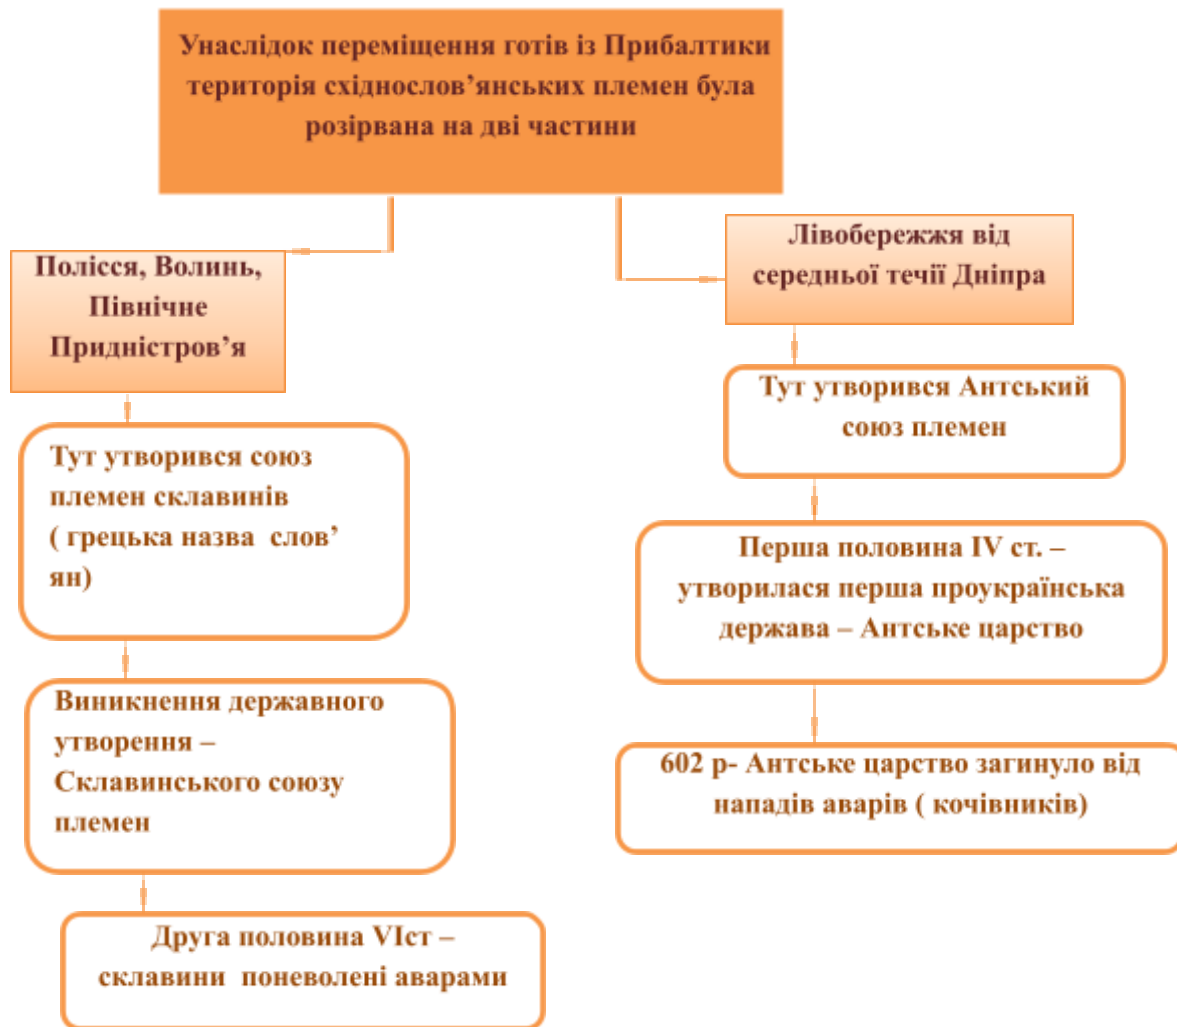 Унаслідок переміщення готів із Прибалтики
територія східнослов’янських племен була
розірвана на дві частини
Полісся, Волинь,
Північне
Придністров’я
Тут утворився союз
племен склавинів
( грецька назва слов’
ян)
Виникнення державного
утворення –
Склавинського союзу
племен
Друга половина VІст –
склавини поневолені аварами
Лівобережжя від
середньої течії Дніпра
Тут утворився Антський
союз племен
Перша половина IV ст. –
утворилася перша проукраїнська
держава – Антське царство
602 р- Антське царство загинуло від
нападів аварів ( кочівників)